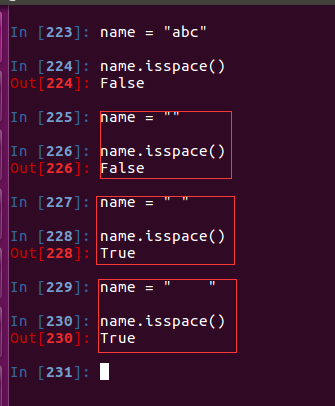 In [223]: name = "abc"
In [224]: name.isspace()
Out[224]: False
In [225]: name = ""
In [226]: name.isspace()
Out[226]: False
In [227]: name = " "
In [228]: name.isspace()
Out[228]: True
In [229]: name = "    "
In [230]: name.isspace()
Out[230]: True
In [231]: